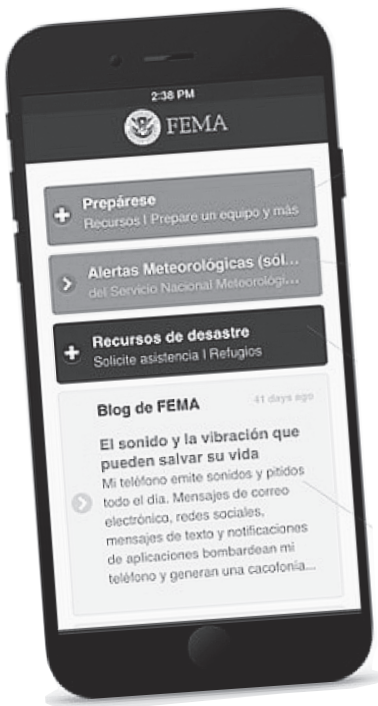 2:38 PM
FEMA
Prepárese
Recursos | Prepare un equipo y más
Alertas Meteorológicas (sól...
del Servicio Nacional Meteorológi...
Recursos de desastre
Solicite asistencia | Refugios
Blog de FEMA
41 days ago
El sonido y la vibración que
pueden salvar su vida
Mi teléfono emite sonidos y pitidos
todo el día. Mensajes de correo
electrónico, redes sociales,
mensajes de texto y notificaciones
de aplicaciones bombardean mi
teléfono y generan una cacofonía...